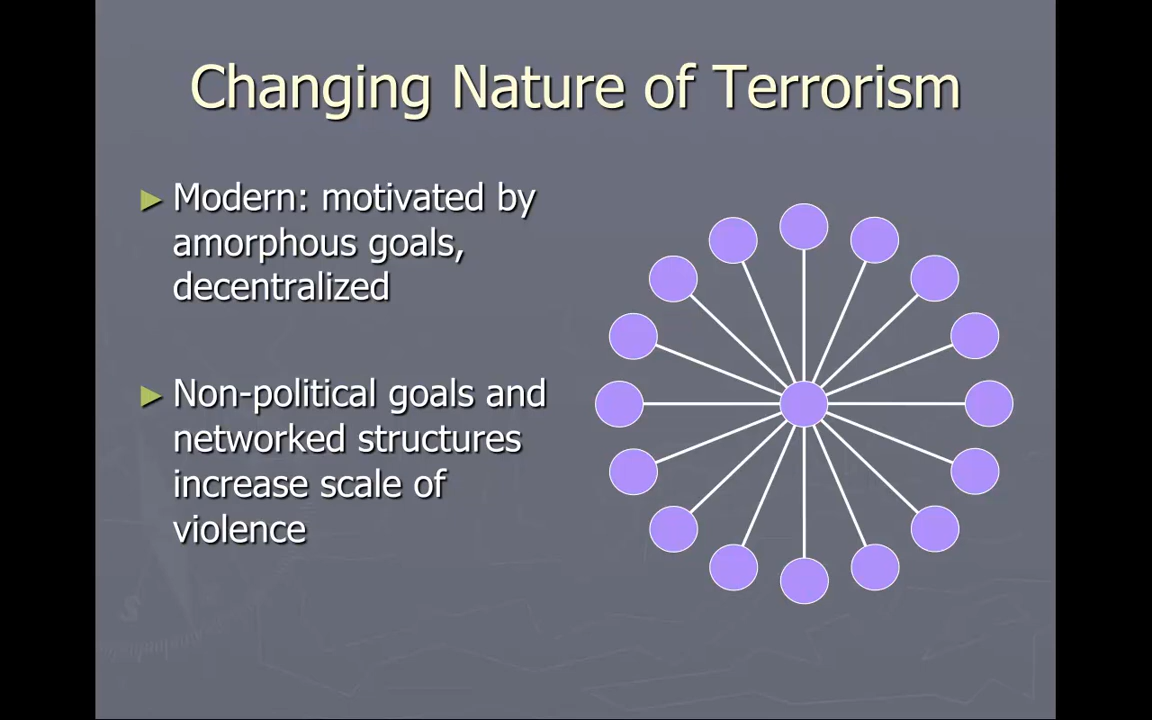 Changing Nature of Terrorism
Modern: motivated by
amorphous goals,
decentralized
Non-political goals and
networked structures
increase scale of
violence